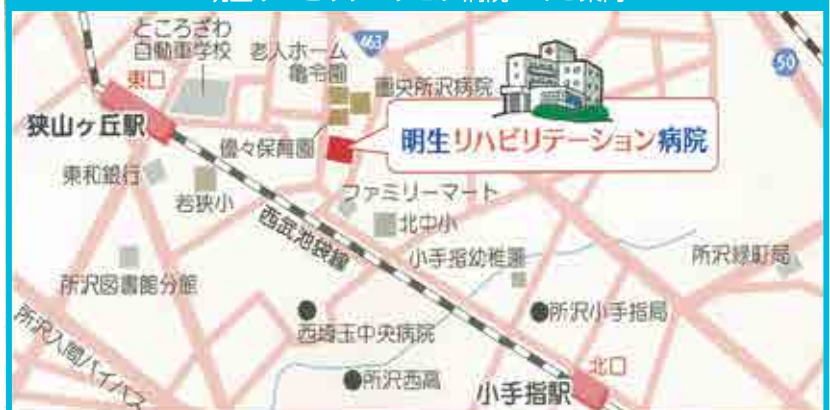 ところざわ
自動車学校
老人ホーム
亀令園
463
50
東口
圏央所沢病院
狭山ヶ丘駅
優々保育園
明生リハビリテーション病院
東和銀行
若狭小
ファミリーマート
北中小
西武池袋線
小手指幼稚園
所沢緑町局
所沢図書館分館
所沢入間バイパス
西埼玉中央病院
所沢小手指局
北口
所沢西高
小手指駅